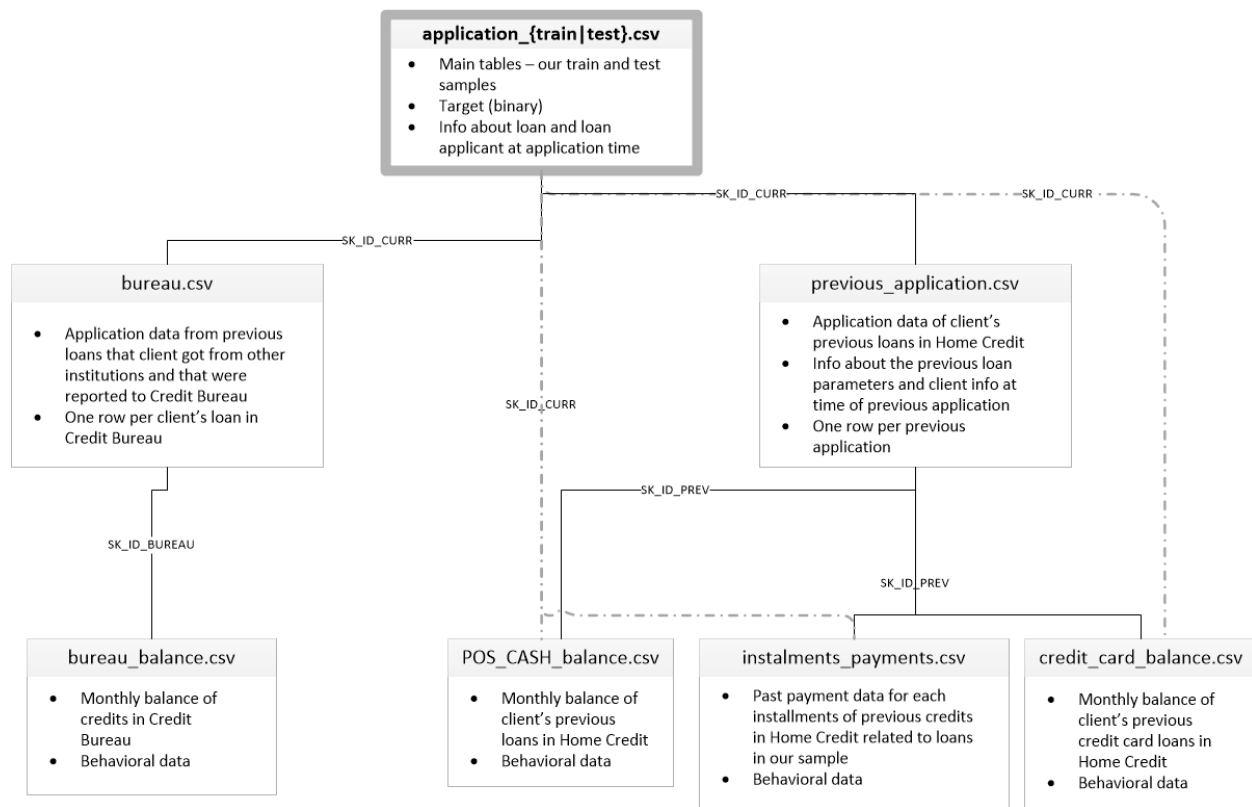 application_{train|test}.csv
• Main tables – our train and test
samples
• Target (binary)
• Info about loan and loan
applicant at application time
SK_ID_CURR
SK_ID_CURR
SK_ID_CURR
bureau.csv
• Application data from previous
loans that client got from other
institutions and that were
reported to Credit Bureau
• One row per client's loan in
Credit Bureau
previous_application.csv
• Application data of client's
previous loans in Home Credit
• Info about the previous loan
parameters and client info at
time of previous application
• One row per previous
application
SK_ID_CURR
SK_ID_PREV
SK_ID_BUREAU
SK_ID_PREV
bureau_balance.csv
• Monthly balance of
credits in Credit
Bureau
• Behavioral data
POS_CASH_balance.csv
• Monthly balance of
client's previous
loans in Home Credit
• Behavioral data
instalments_payments.csv
• Past payment data for each
installments of previous credits
in Home Credit related to loans
in our sample
• Behavioral data
credit_card_balance.csv
• Monthly balance of
client's previous
credit card loans in
Home Credit
• Behavioral data